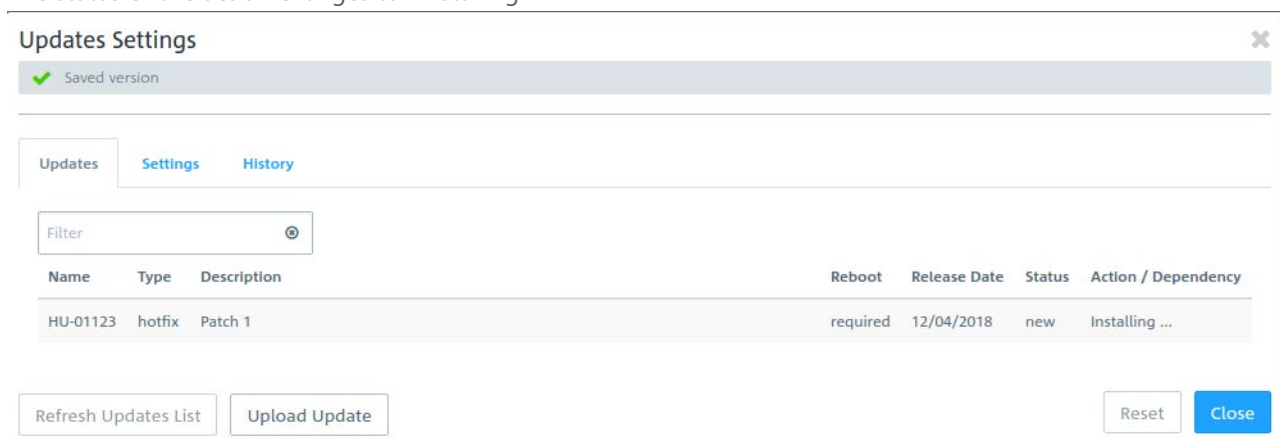 Updates Settings
Saved version
Updates Settings History
Filter
Name Type Description Reboot Release Date Status Action / Dependency
HU-01123 hotfix Patch 1 required 12/04/2018 new Installing ...
Refresh Updates List Upload Update Reset Close